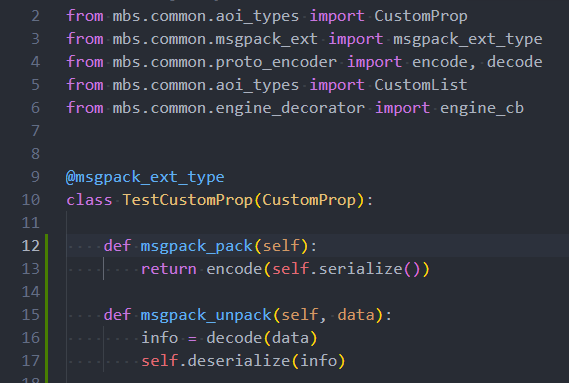 2 from mbs.common.aoi_types import CustomProp
3 from mbs.common.msgpack_ext import msgpack_ext_type
4 from mbs.common.proto_encoder import encode, decode
5 from mbs.common.aoi_types import CustomList
6 from mbs.common.engine_decorator import engine_cb
7
8
9 @msgpack_ext_type
10 class TestCustomProp(CustomProp):
11
12     def msgpack_pack(self):
13         return encode(self.serialize())
14
15     def msgpack_unpack(self, data):
16         info = decode(data)
17         self.deserialize(info)
18